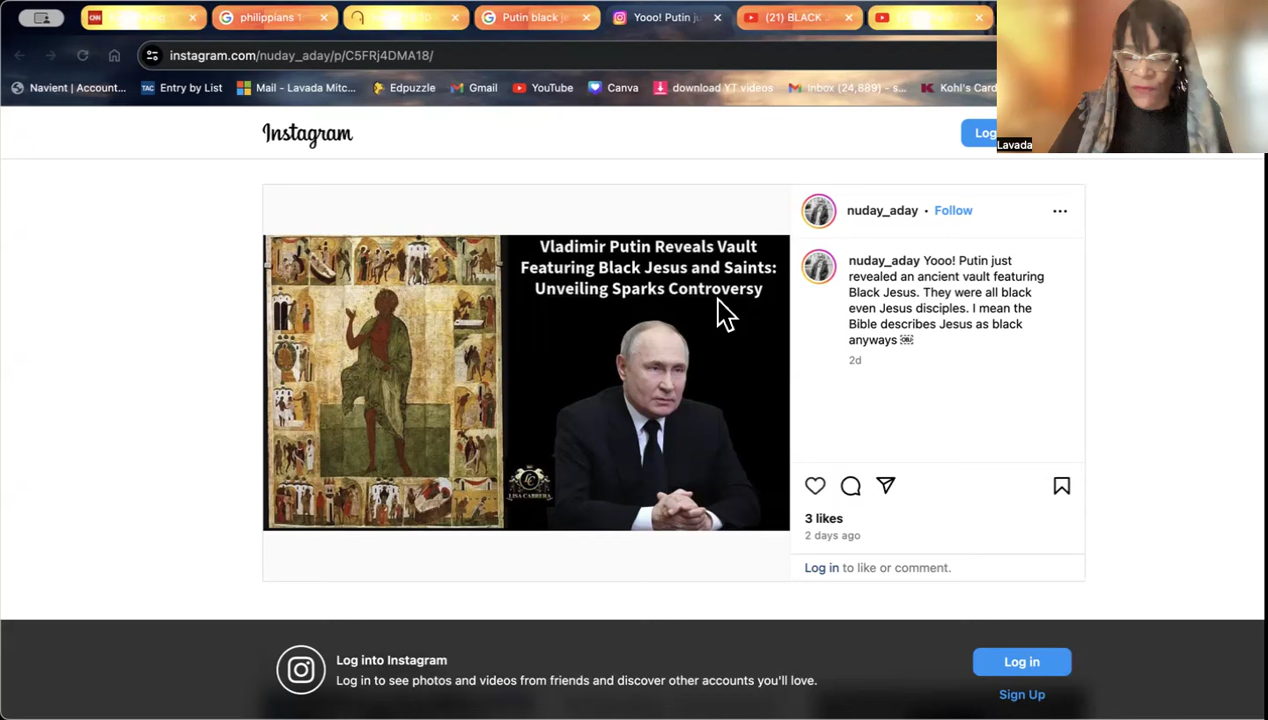 philippians 1
Putin black je
Yooo! Putin ju
(21) BLACK
instagram.com/nuday_aday/p/C5FRj4DMA18/
Navient | Account...
TAC Entry by List
Mail - Lavada Mitc...
Edpuzzle
Gmail
YouTube
Canva
download YT videos
Inbox (24,889) - s...
Kohl's Card
Lavada
Instagram
Log
Vladimir Putin Reveals Vault
Featuring Black Jesus and Saints:
Unveiling Sparks Controversy
LISA CABRERA
nuday_aday • Follow
nuday_aday Yooo! Putin just
revealed an ancient vault featuring
Black Jesus. They were all black
even Jesus disciples. I mean the
Bible describes Jesus as black
anyways
2d
3 likes
2 days ago
Log in to like or comment.
Log into Instagram
Log in to see photos and videos from friends and discover other accounts you'll love.
Log in
Sign Up